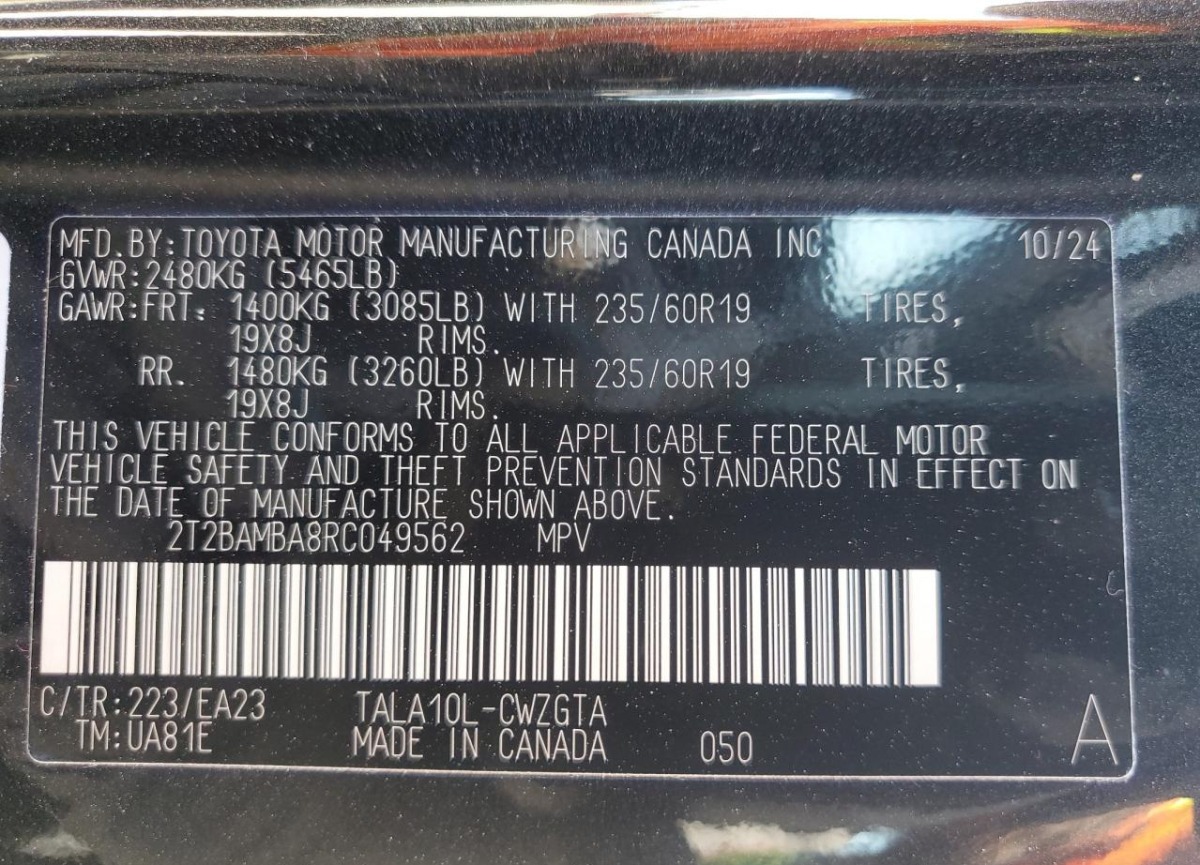 MFD.BY:TOYOTA MOTOR MANUFACTURING CANADA INC 10/24
GVWR:2480KG (5465LB)
GAWR:FRT. 1400KG (3085LB) WITH 235/60R19 TIRES,
19X8J RIMS.
RR. 1480KG (3260LB) WITH 235/60R19 TIRES,
19X8J RIMS.
THIS VEHICLE CONFORMS TO ALL APPLICABLE FEDERAL MOTOR
VEHICLE SAFETY AND THEFT PREVENTION STANDARDS IN EFFECT ON
THE DATE OF MANUFACTURE SHOWN ABOVE.
2T2BAMBA8RC049562 MPV
C/TR:223/EA23 TALA10L-CWZGTA
TM:UA81E MADE IN CANADA 050 A